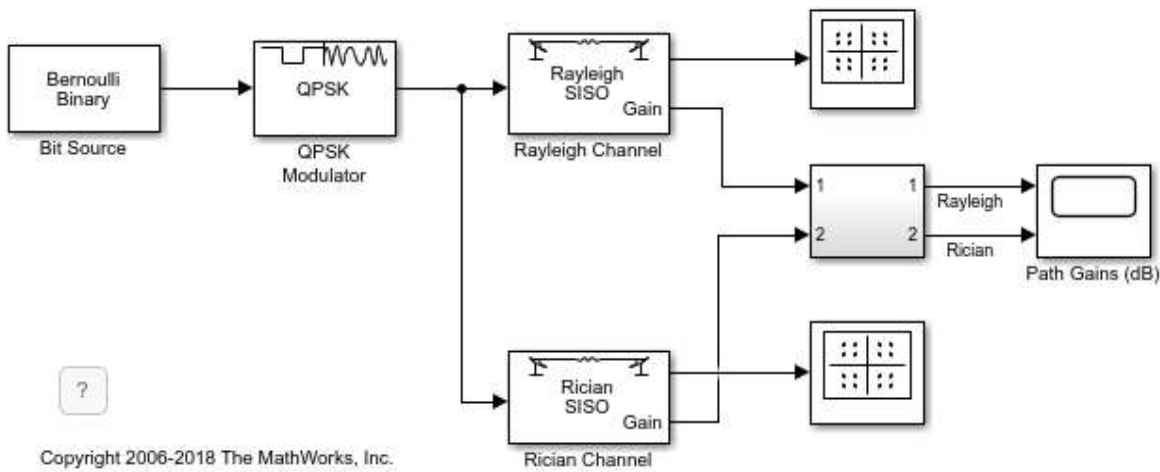 Bernoulli
Binary
Bit Source
QPSK
QPSK
Modulator
Rayleigh
SISO
Gain
Rayleigh Channel
1
2
1
2
Rayleigh
Rician
Path Gains (dB)
Rician
SISO
Gain
Rician Channel
?
Copyright 2006-2018 The MathWorks, Inc.